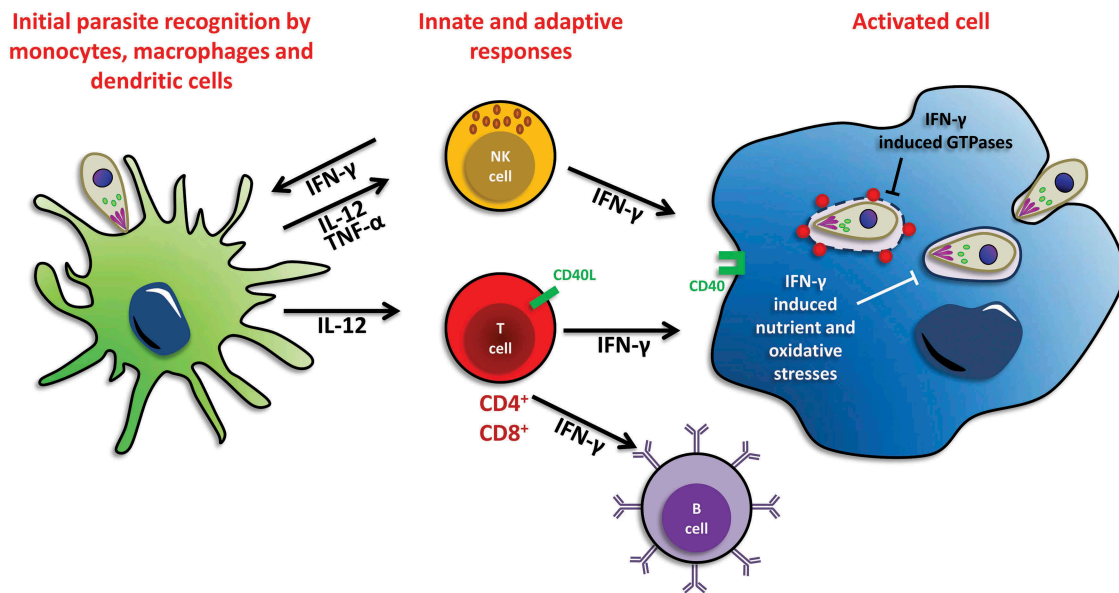 Initial parasite recognition by
monocytes, macrophages and
dendritic cells
Innate and adaptive
responses
Activated cell
NK
cell
IFN-γ
IL-12
TNF-α
IFN-γ
IFN-γ
induced GTPases
CD40L
CD40
IL-12
T
cell
IFN-γ
IFN-γ
induced
nutrient and
oxidative
stresses
CD4⁺
CD8⁺
IFN-γ
B
cell